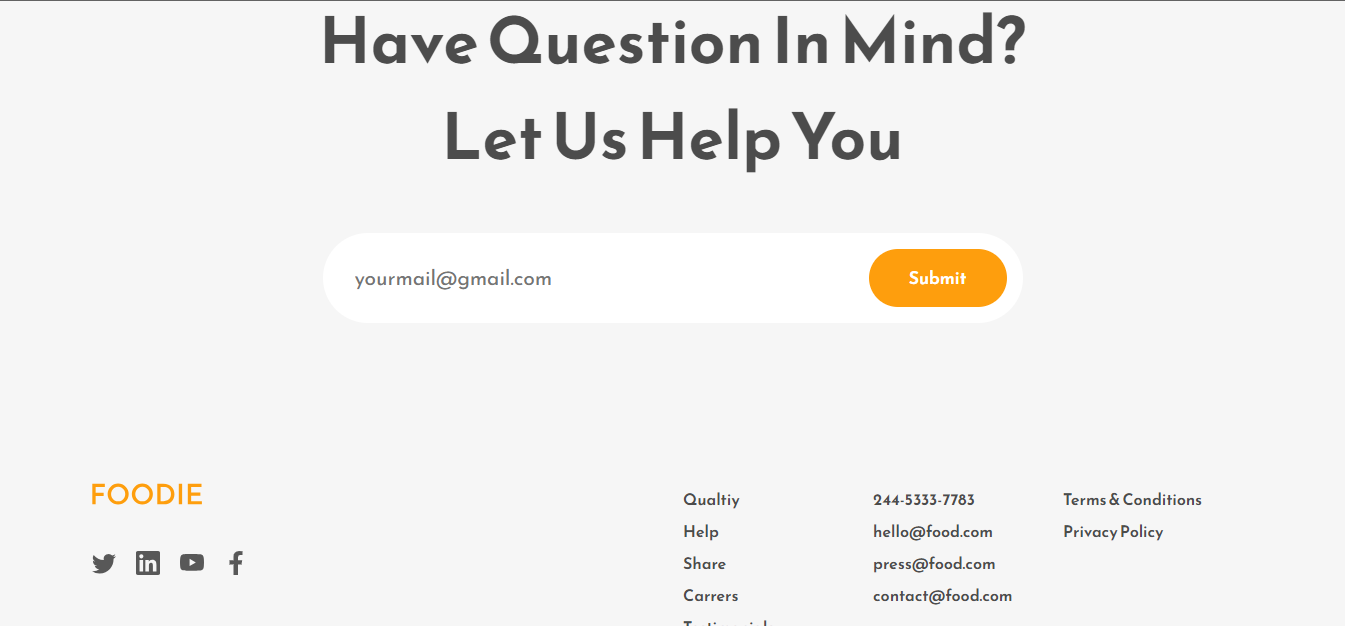 Have Question In Mind?
Let Us Help You
yourmail@gmail.com
Submit
FOODIE
Qualtiy
Help
Share
Carrers
244-5333-7783
hello@food.com
press@food.com
contact@food.com
Terms & Conditions
Privacy Policy